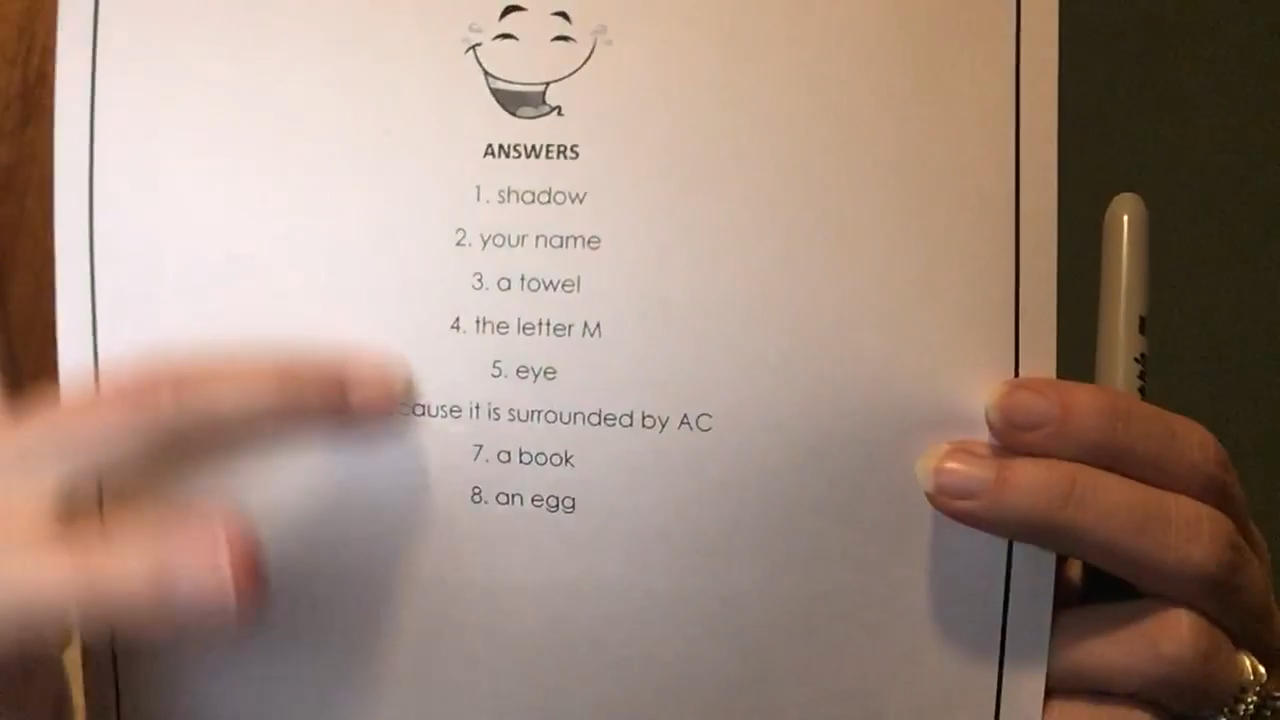 ANSWERS
1. shadow
2. your name
3. a towel
4. the letter M
5. eye
it is surrounded by AC
7. a book
8. an egg